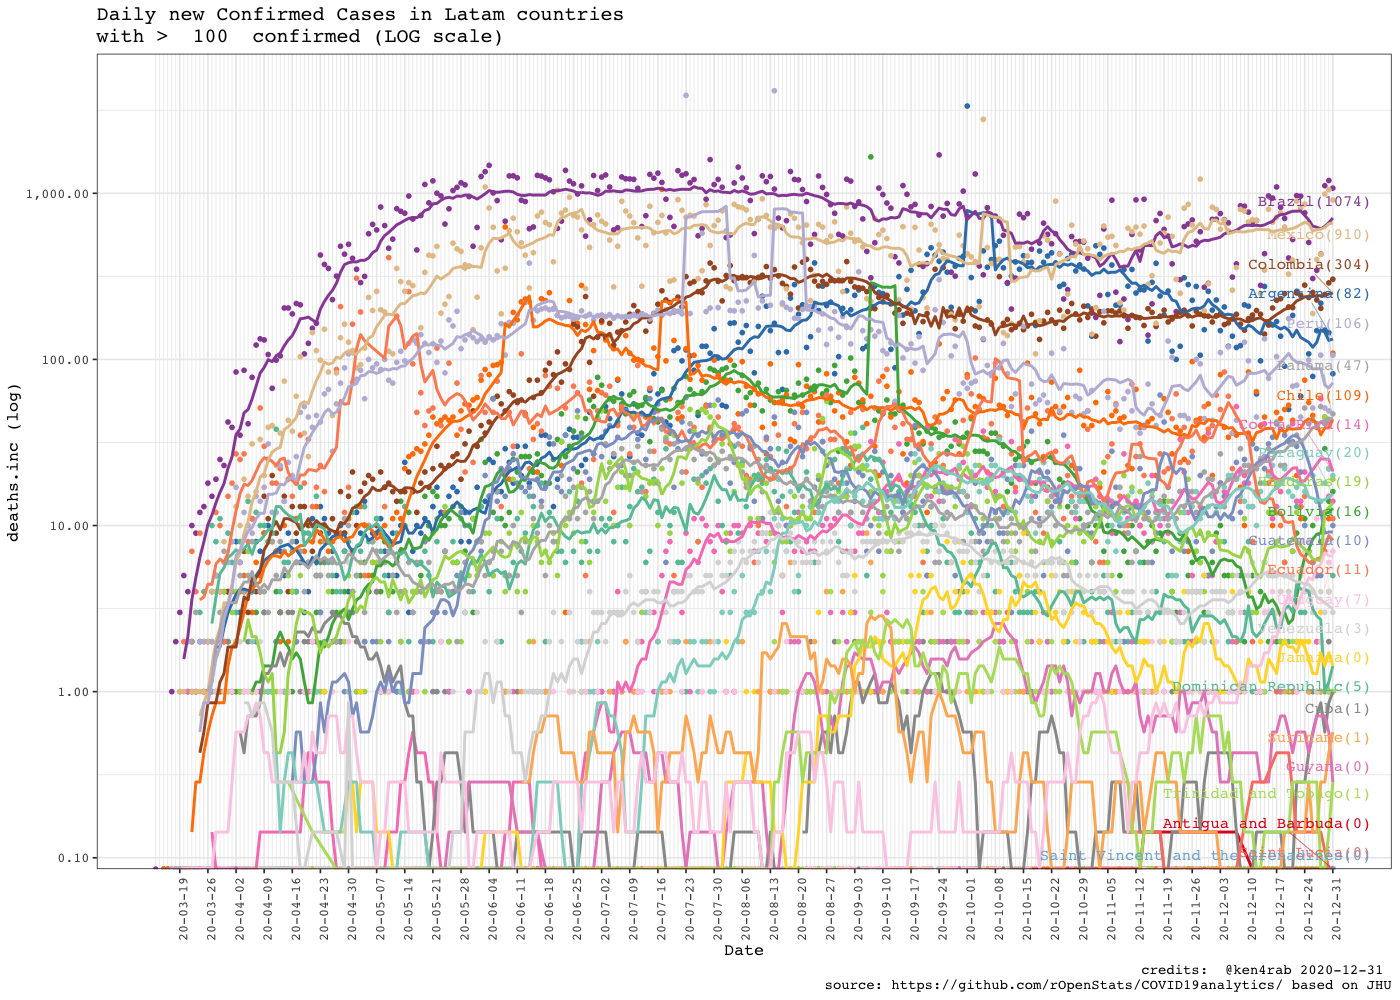 Daily new Confirmed Cases in Latam countries
with >  100  confirmed (LOG scale)
deaths.inc (log)
1,000.00
100.00
10.00
1.00
0.10
Brazil(1074)
Mexico(910)
Colombia(304)
Argentina(82)
Peru(106)
Panama(47)
Chile(109)
Costa Rica(14)
Paraguay(20)
Honduras(19)
Bolivia(16)
Guatemala(10)
Ecuador(11)
Uruguay(7)
Venezuela(3)
Jamaica(0)
Dominican Republic(5)
Cuba(1)
Suriname(1)
Guyana(0)
Trinidad and Tobago(1)
Antigua and Barbuda(0)
Saint Lucia(0)
Saint Vincent and the Grenadines(0)
20-03-19
20-03-26
20-04-02
20-04-09
20-04-16
20-04-23
20-04-30
20-05-07
20-05-14
20-05-21
20-05-28
20-06-04
20-06-11
20-06-18
20-06-25
20-07-02
20-07-09
20-07-16
20-07-23
20-07-30
20-08-06
20-08-13
20-08-20
20-08-27
20-09-03
20-09-10
20-09-17
20-09-24
20-10-01
20-10-08
20-10-15
20-10-22
20-10-29
20-11-05
20-11-12
20-11-19
20-11-26
20-12-03
20-12-10
20-12-17
20-12-24
20-12-31
Date
credits:  @ken4rab 2020-12-31
source: https://github.com/rOpenStats/COVID19analytics/ based on JHU